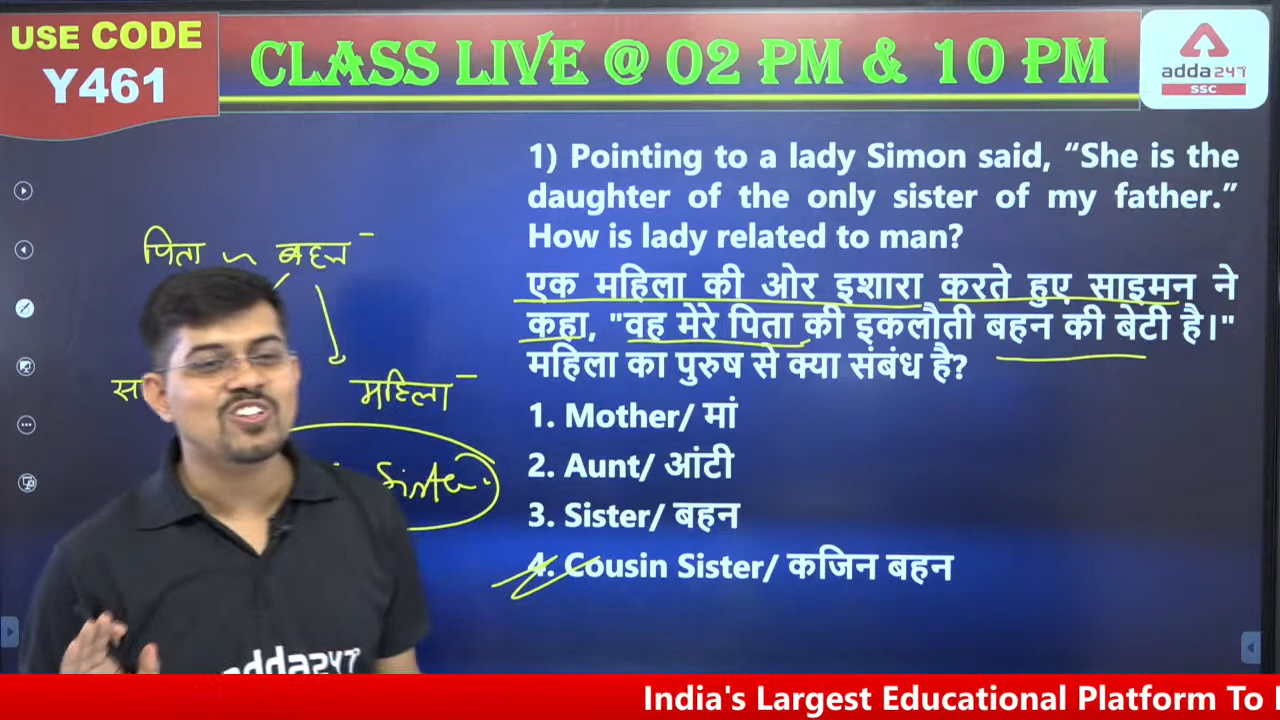 USE CODE
Y461
CLASS LIVE @ 02 PM & 10 PM
adda247
SSC
1) Pointing to a lady Simon said, “She is the
daughter of the only sister of my father.”
How is lady related to man?
एक महिला की ओर इशारा करते हुए साइमन ने
कहा, "वह मेरे पिता की इकलौती बहन की बेटी है।"
महिला का पुरुष से क्या संबंध है?
1. Mother/ मां
2. Aunt/ आंटी
3. Sister/ बहन
4. Cousin Sister/ कजिन बहन
पिता बहन -
महिला -
Sister
adda247
India's Largest Educational Platform To